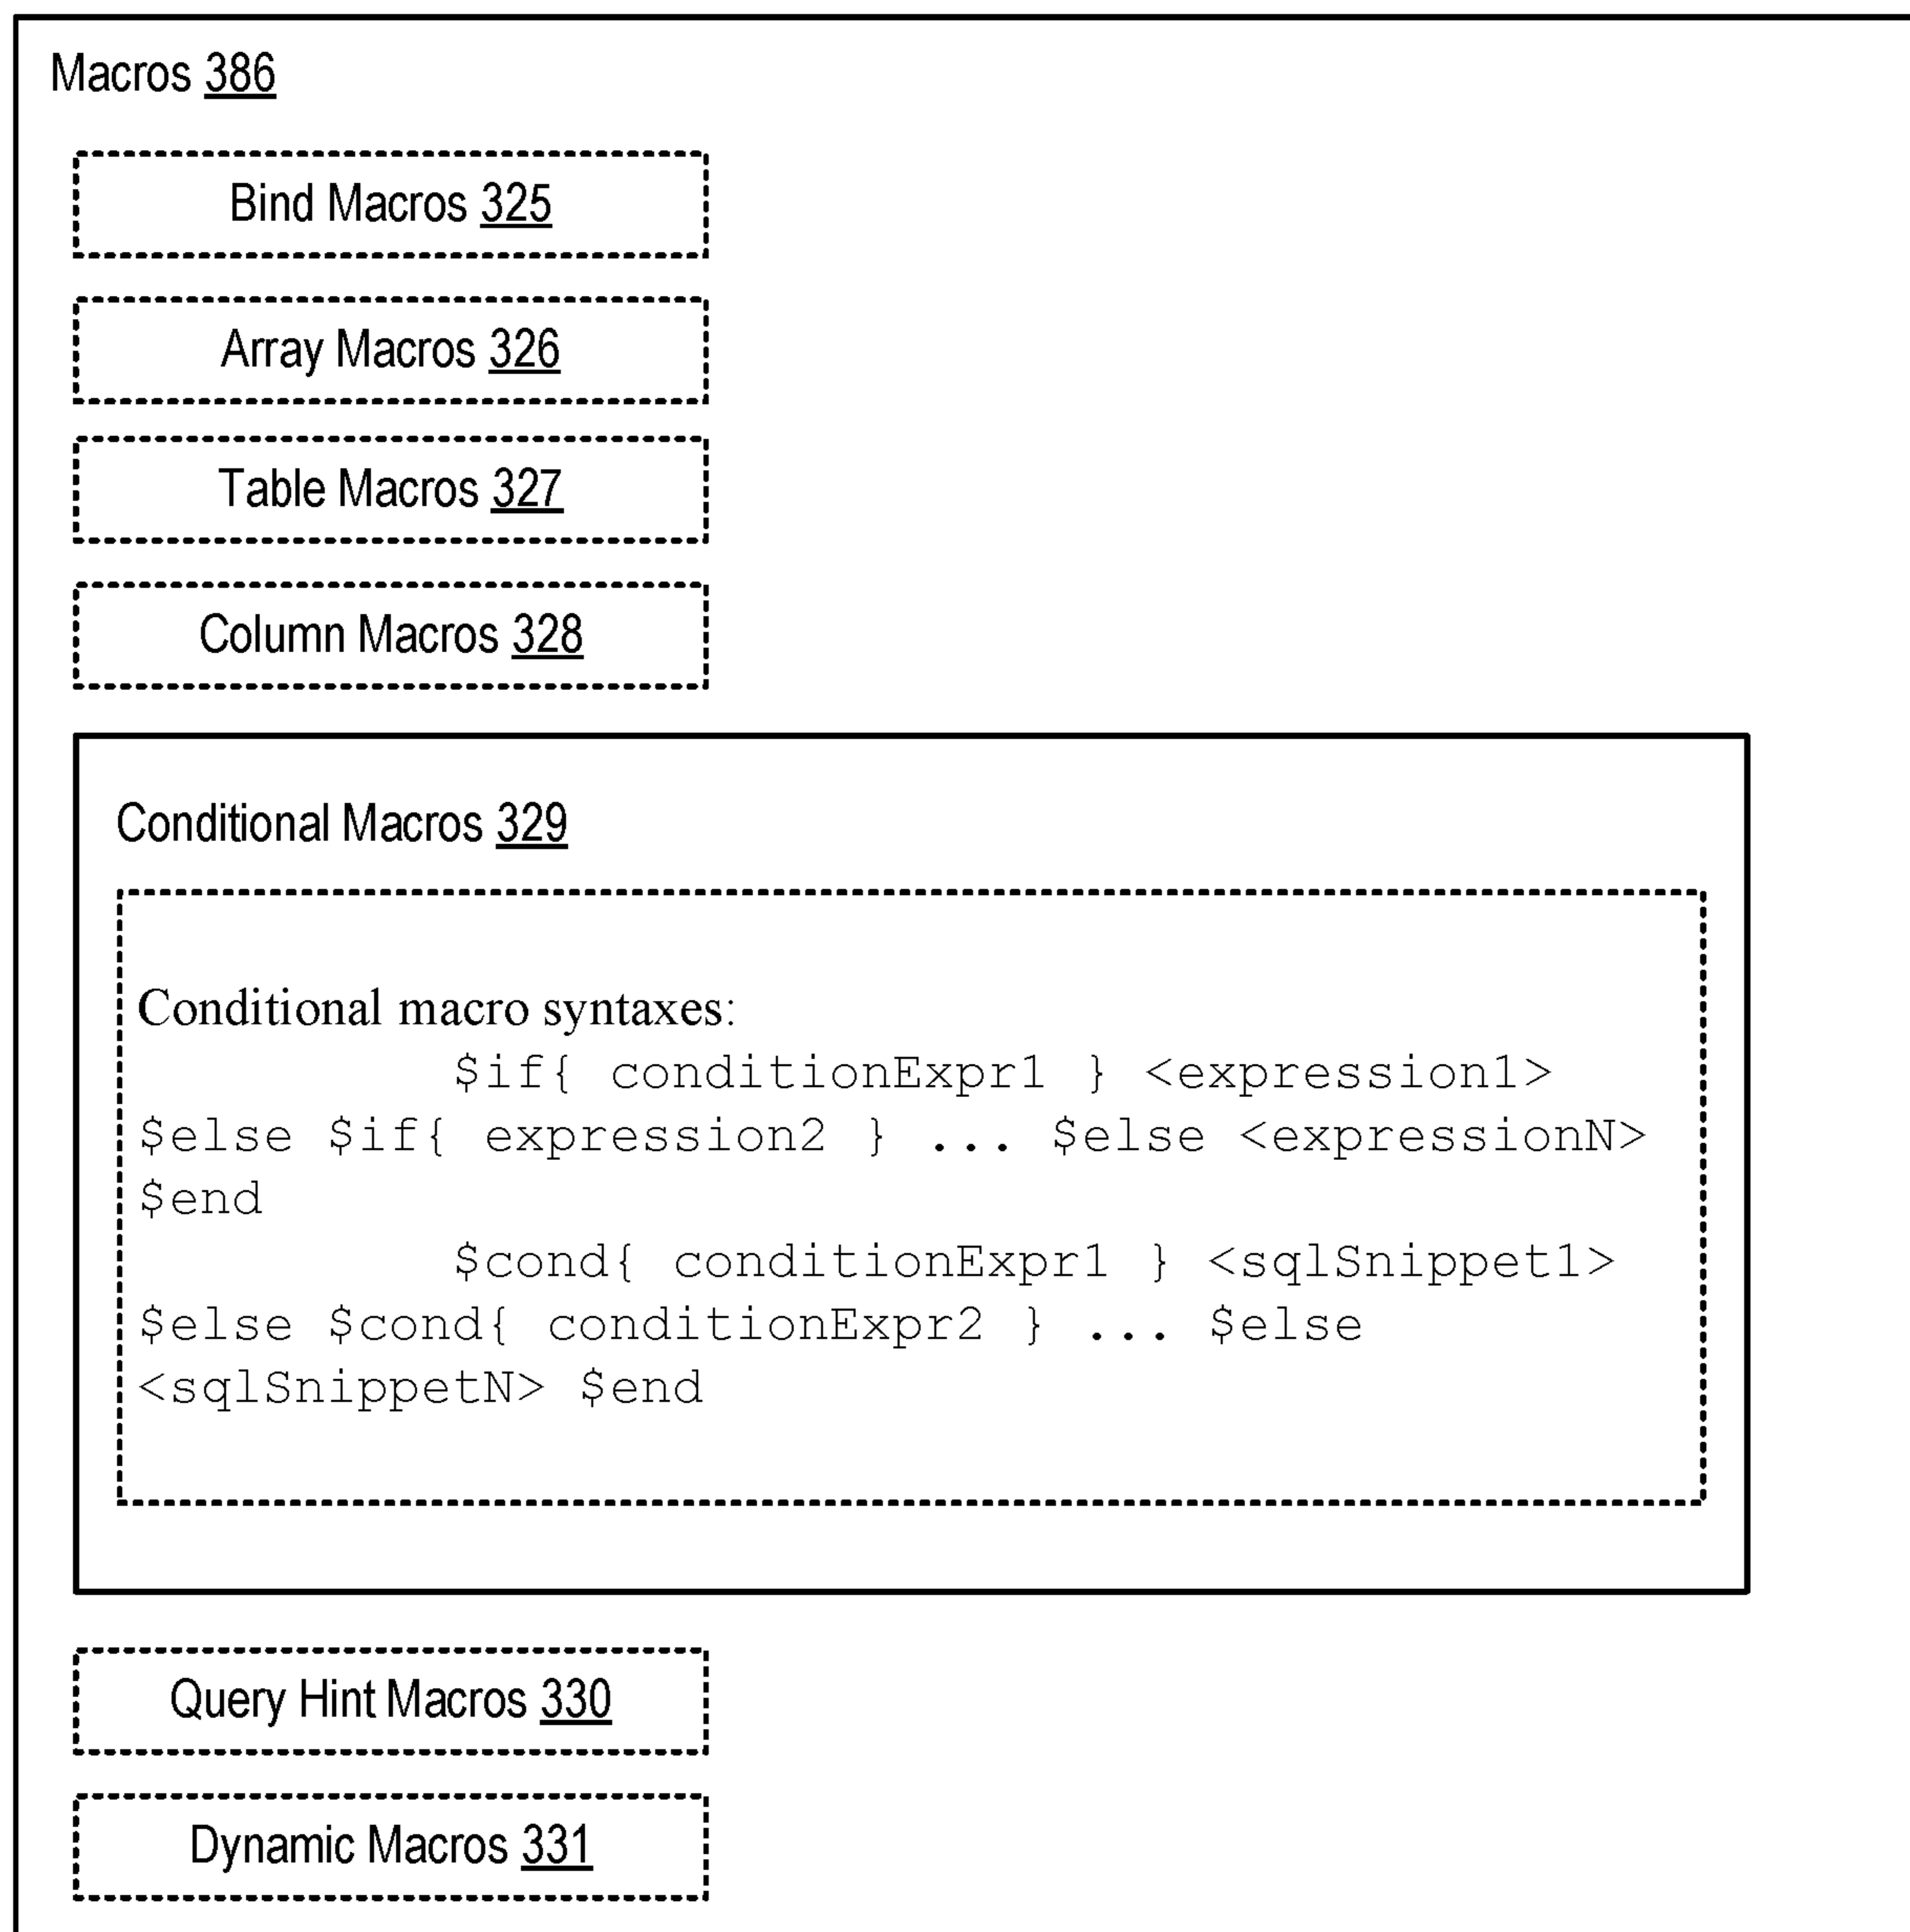 Macros 386
Bind Macros 325
Array Macros 326
Table Macros 327
Column Macros 328
Conditional Macros 329
Conditional macro syntaxes:
$if{ conditionExpr1 } <expression1>
$else $if{ expression2 } ... $else <expressionN>
$end
$cond{ conditionExpr1 } <sqlSnippet1>
$else $cond{ conditionExpr2 } ... $else
<sqlSnippetN> $end
Query Hint Macros 330
Dynamic Macros 331